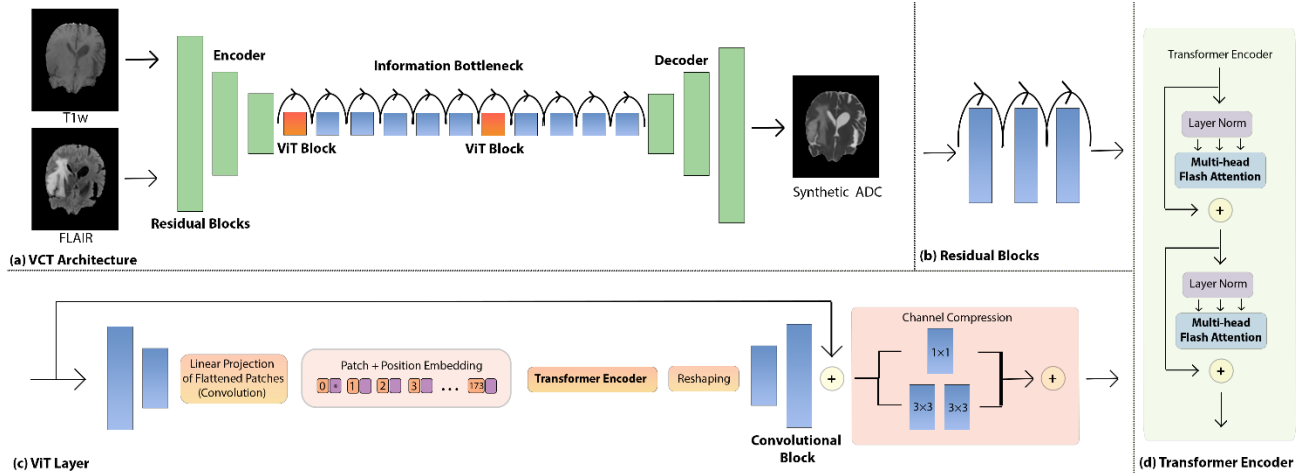 T1w
FLAIR
Encoder
Residual Blocks
Information Bottleneck
ViT Block
ViT Block
Decoder
Synthetic ADC
(a) VCT Architecture
(b) Residual Blocks
Linear Projection
of Flattened Patches
(Convolution)
Patch + Position Embedding
0 * 1 2 3 ... 173
Transformer Encoder
Reshaping
Convolutional
Block
+
Channel Compression
1×1
3×3 3×3
+
(c) ViT Layer
Transformer Encoder
Layer Norm
Multi-head
Flash Attention
+
Layer Norm
Multi-head
Flash Attention
+
(d) Transformer Encoder